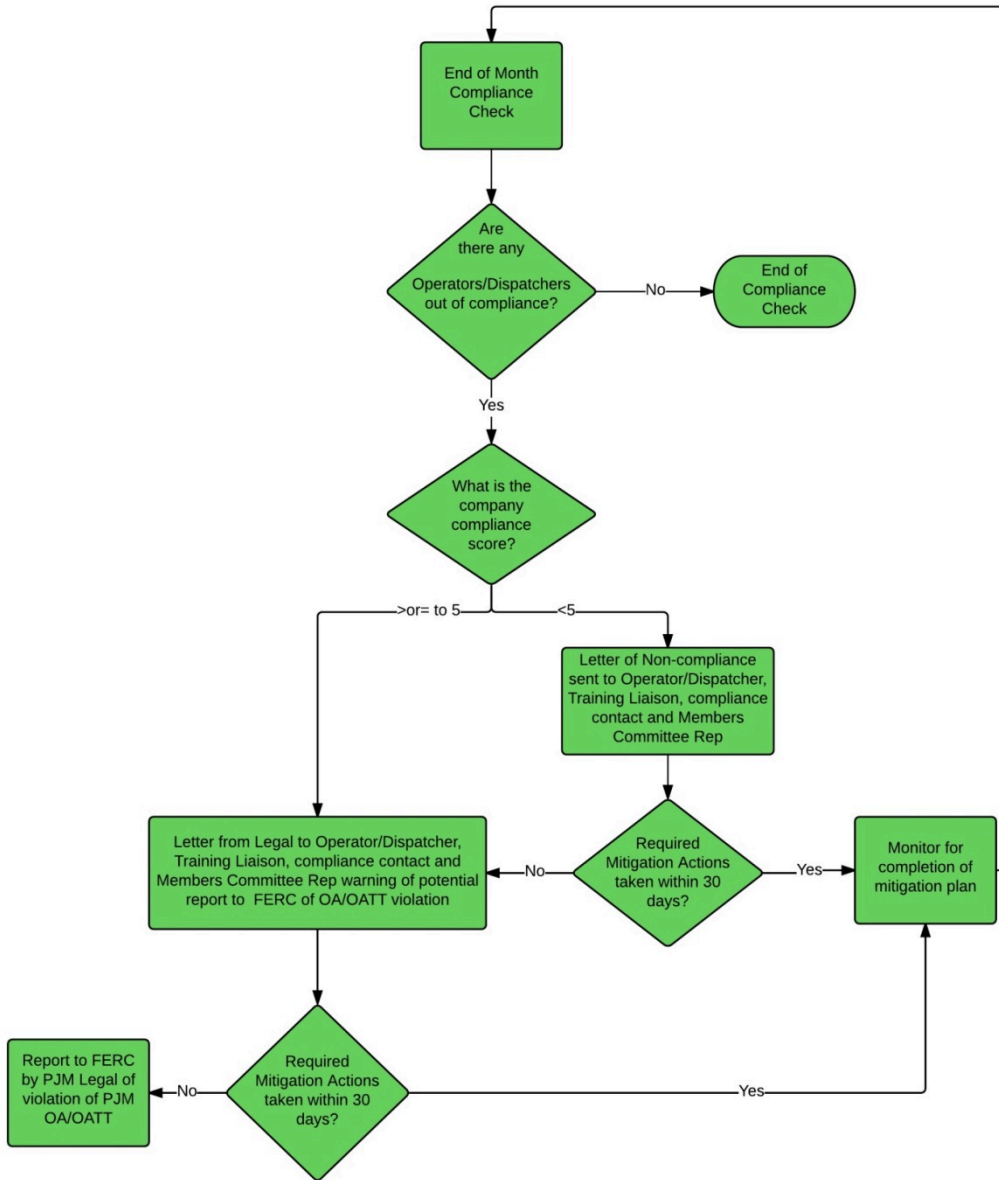 End of Month
Compliance
Check
Are
there any
Operators/Dispatchers
out of compliance?
No
End of
Compliance
Check
Yes
What is the
company
compliance
score?
>or= to 5
<5
Letter of Non-compliance
sent to Operator/Dispatcher,
Training Liaison, compliance
contact and Members
Committee Rep
Letter from Legal to Operator/Dispatcher,
Training Liaison, compliance contact and
Members Committee Rep warning of potential
report to FERC of OA/OATT violation
No
Required
Mitigation Actions
taken within 30
days?
Yes
Monitor for
completion of
mitigation plan
Report to FERC
by PJM Legal of
violation of PJM
OA/OATT
No
Required
Mitigation Actions
taken within 30
days?
Yes